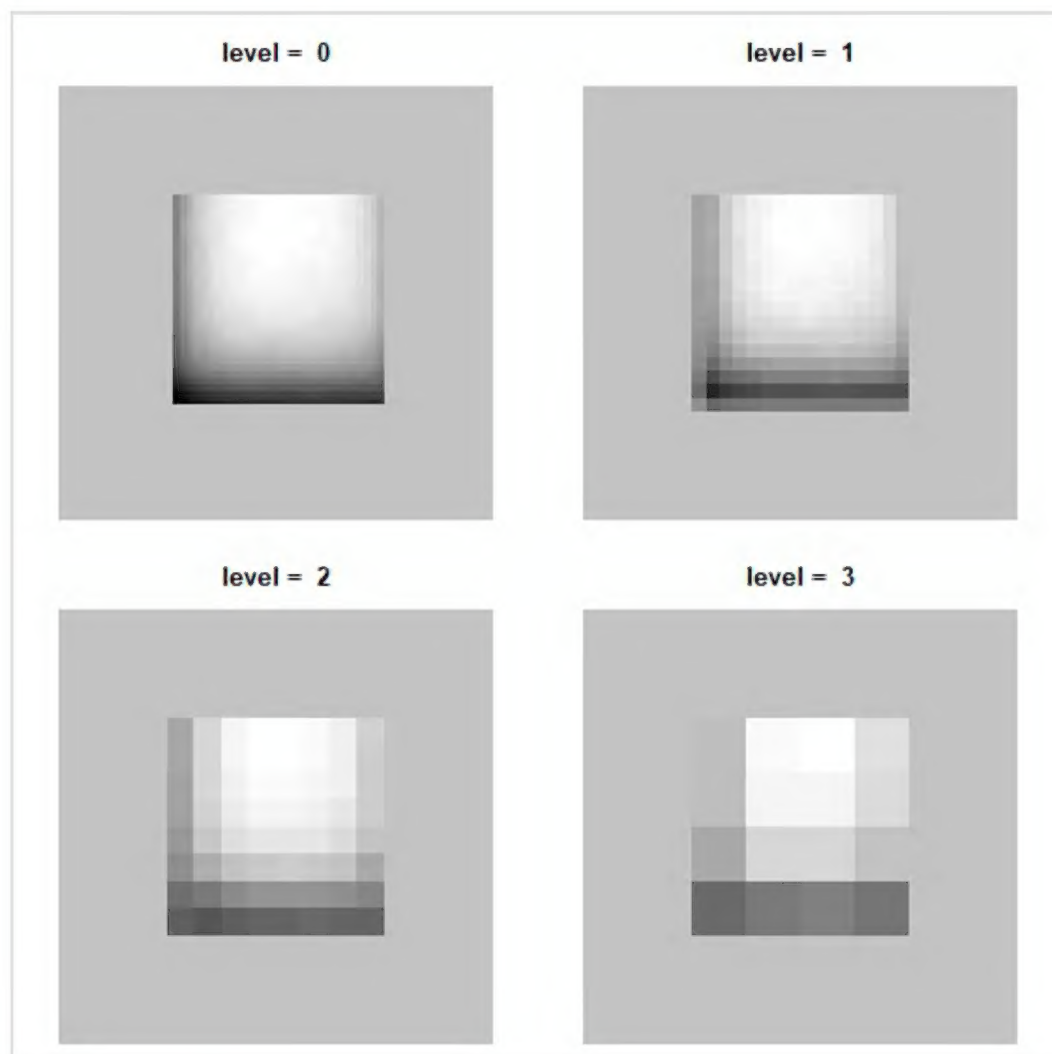 level = 0
level = 1
level = 2
level = 3